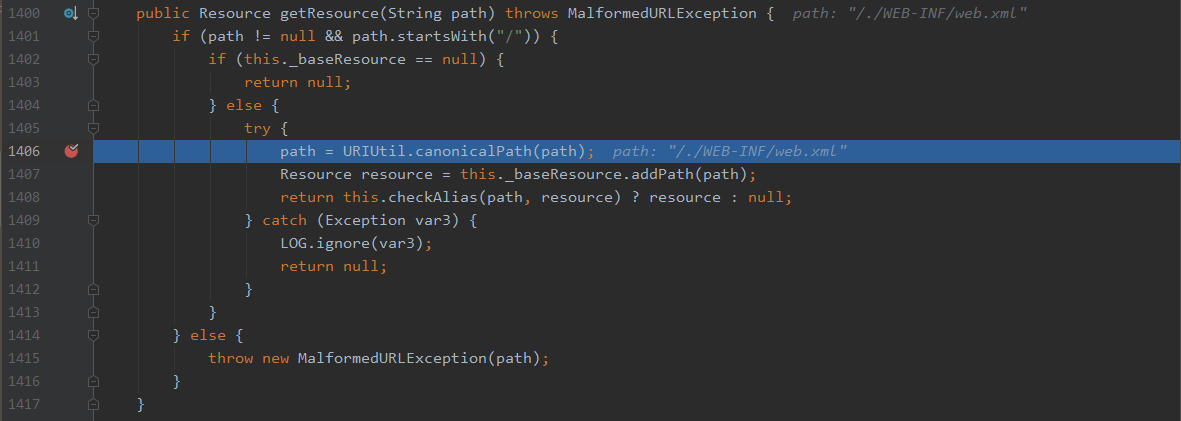 1400 public Resource getResource(String path) throws MalformedURLException { path: "/./WEB-INF/web.xml"
1401 if (path != null && path.startsWith("/")) {
1402 if (this._baseResource == null) {
1403 return null;
1404 } else {
1405 try {
1406 path = URIUtil.canonicalPath(path); path: "/./WEB-INF/web.xml"
1407 Resource resource = this._baseResource.addPath(path);
1408 return this.checkAlias(path, resource) ? resource : null;
1409 } catch (Exception var3) {
1410 LOG.ignore(var3);
1411 return null;
1412 }
1413 }
1414 } else {
1415 throw new MalformedURLException(path);
1416 }
1417 }